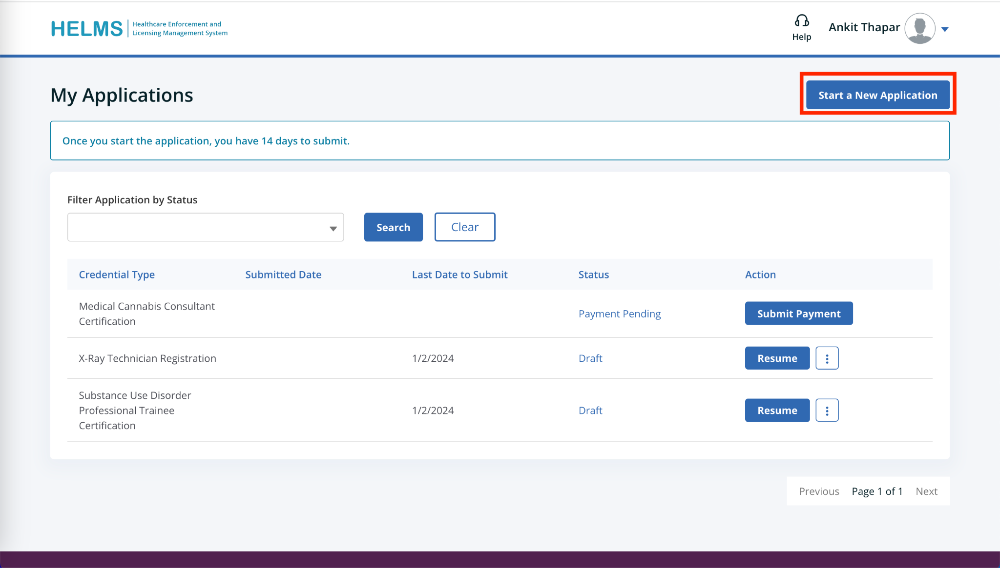 HELMS
Healthcare Enforcement and
Licensing Management System
Help
Ankit Thapar
My Applications
Start a New Application
Once you start the application, you have 14 days to submit.
Filter Application by Status
Search
Clear
Credential Type Submitted Date Last Date to Submit Status Action
Medical Cannabis Consultant
Certification
Payment Pending
Submit Payment
X-Ray Technician Registration 1/2/2024 Draft Resume
Substance Use Disorder
Professional Trainee
Certification
1/2/2024 Draft Resume
Previous Page 1 of 1 Next